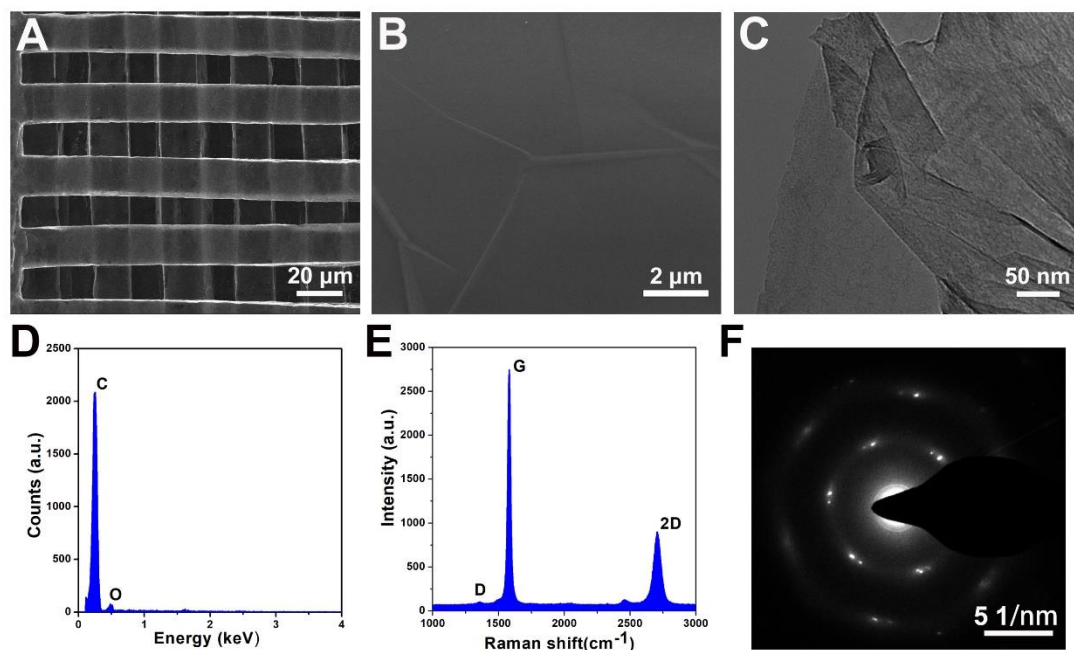 A
20 µm
B
2 µm
C
50 nm
D
2500
2000
1500
1000
500
0
Counts (a.u.)
C
O
0
1
2
3
4
Energy (keV)
E
3000
2500
2000
1500
1000
500
0
Intensity (a.u.)
G
D
2D
1000
1500
2000
2500
3000
Raman shift(cm-1)
F
5 1/nm